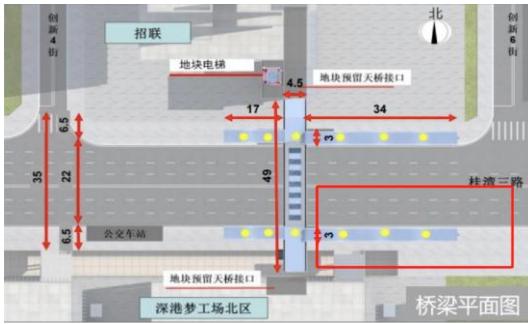 创新4街
招联
北
创新6街
地块电梯
4.5
地块预留天桥接口
17
34
6.5
3
35
22
49
桂湾三路
6.5
公交车站
3
地块预留天桥接口
深港梦工场北区
桥梁平面图